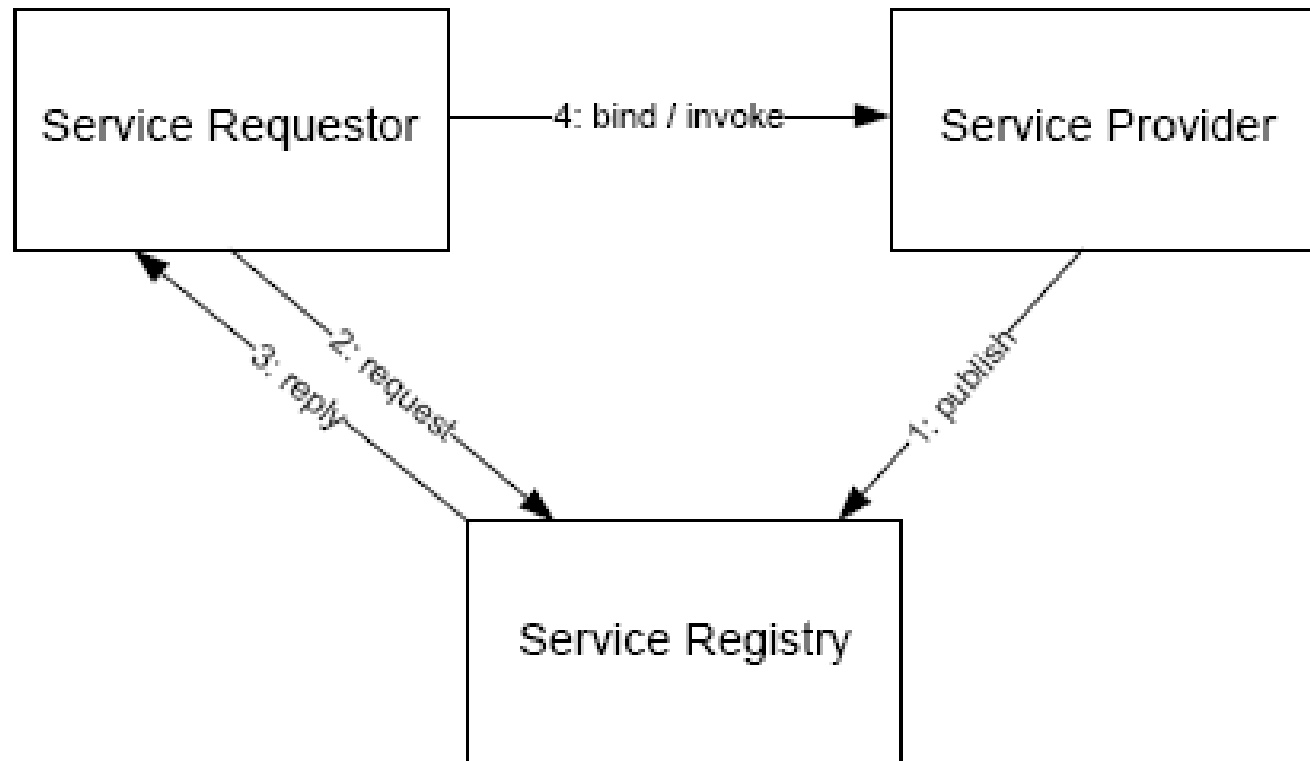 Service Requestor
4: bind / invoke
Service Provider
2: request
3: reply
1: publish
Service Registry